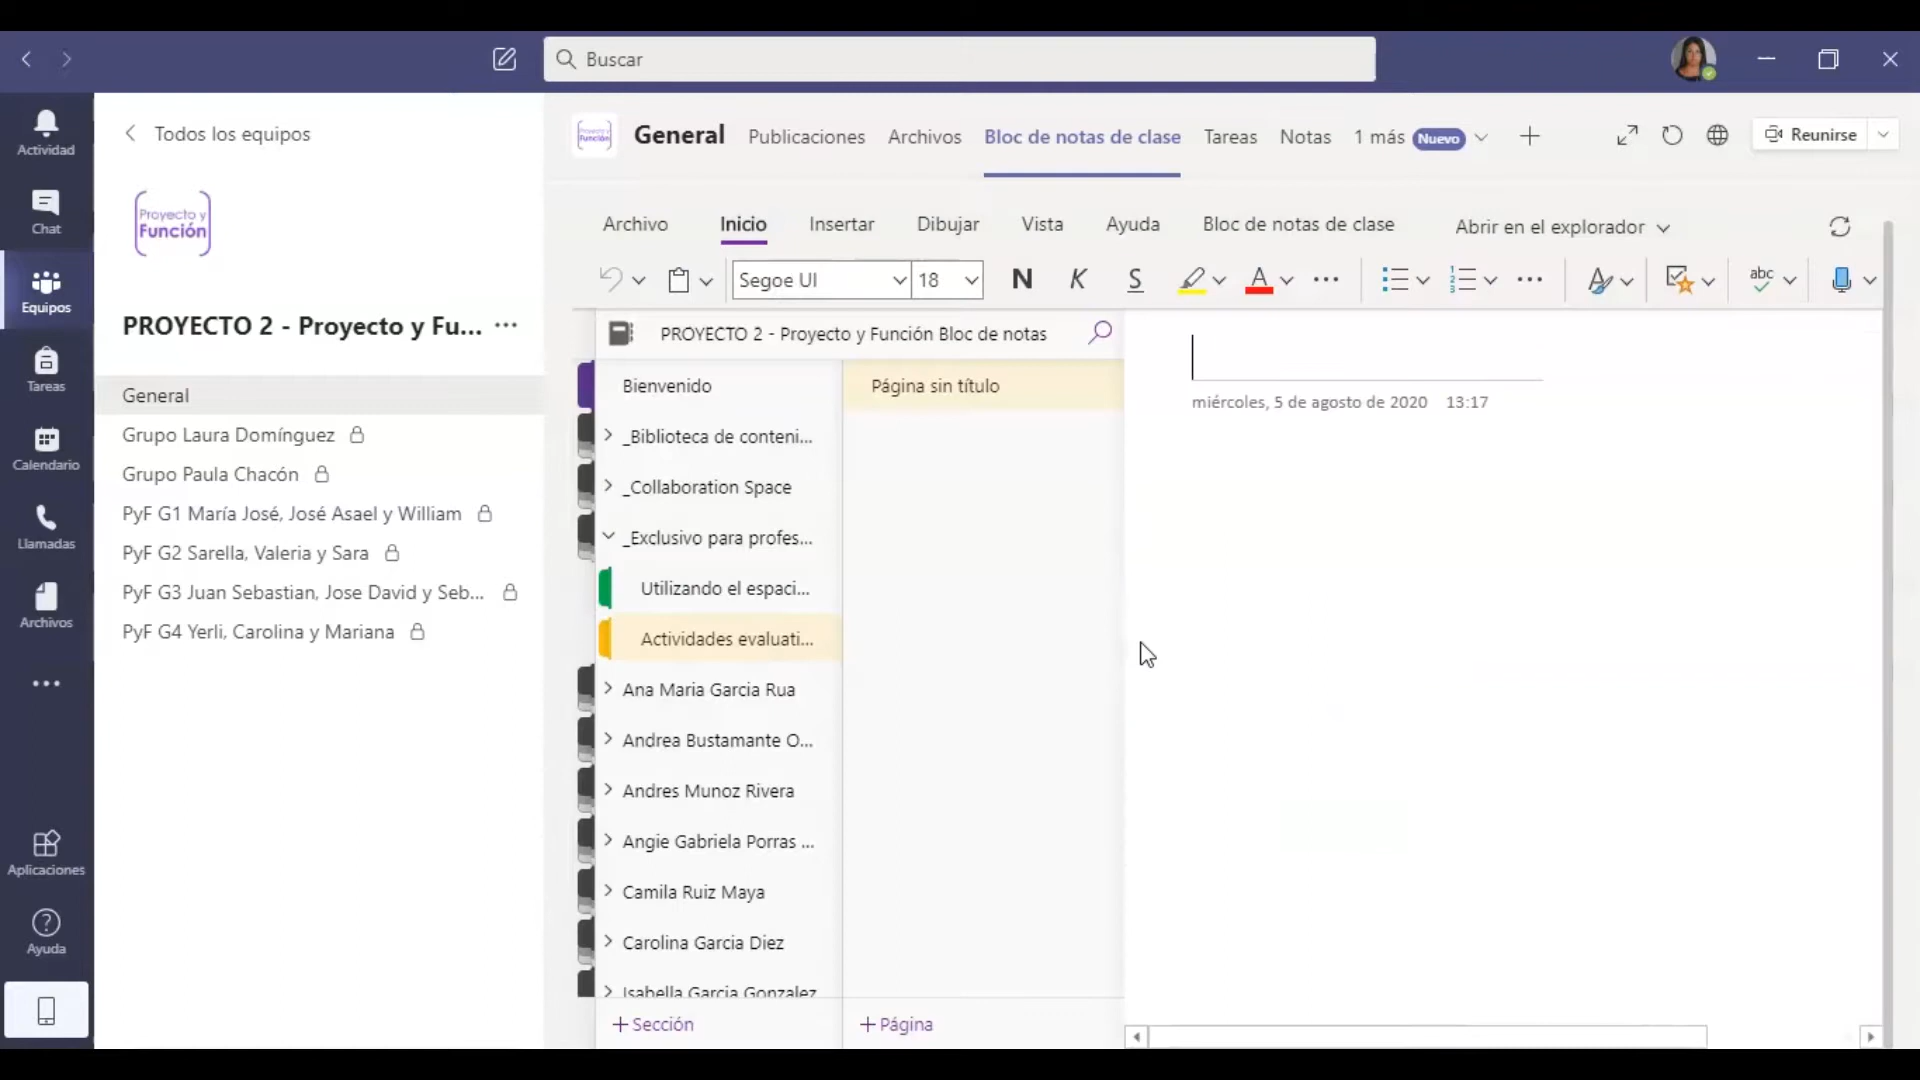 Buscar
Actividad
Chat
Equipos
Tareas
Calendario
Llamadas
Archivos
Aplicaciones
Ayuda
Todos los equipos
Proyecto y
Función
PROYECTO 2 - Proyecto y Fu... ...
General
Grupo Laura Domínguez
Grupo Paula Chacón
PyF G1 María José, José Asael y William
PyF G2 Sarella, Valeria y Sara
PyF G3 Juan Sebastian, Jose David y Seb...
PyF G4 Yerli, Carolina y Mariana
Proyecto y
Función
General Publicaciones Archivos Bloc de notas de clase Tareas Notas 1 más Nuevo Reunirse
Archivo Inicio Insertar Dibujar Vista Ayuda Bloc de notas de clase Abrir en el explorador
Segoe UI 18 N K S A abc
PROYECTO 2 - Proyecto y Función Bloc de notas
Bienvenido
_Biblioteca de conteni...
_Collaboration Space
_Exclusivo para profes...
Utilizando el espaci...
Actividades evaluati...
Ana Maria Garcia Rua
Andrea Bustamante O...
Andres Munoz Rivera
Angie Gabriela Porras ...
Camila Ruiz Maya
Carolina Garcia Diez
Isabella Garcia Gonzalez
+ Sección
Página sin título
+ Página
miércoles, 5 de agosto de 2020 13:17